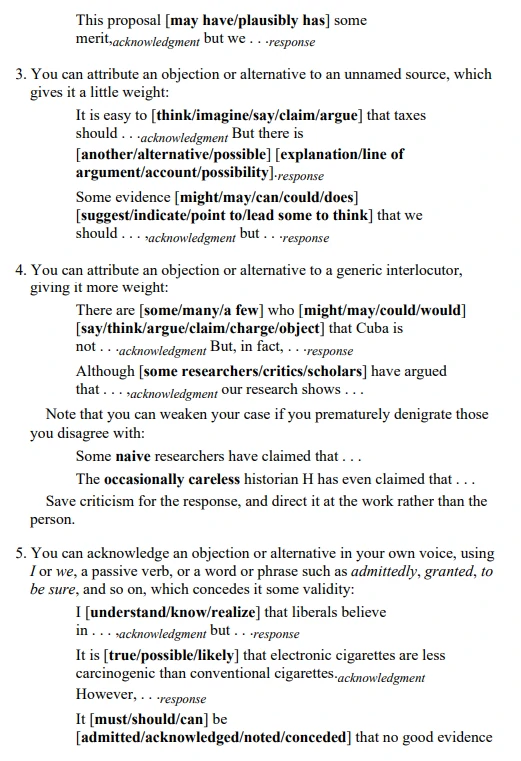 This proposal [may have/plausibly has] some
merit,acknowledgment but we . . .response
3. You can attribute an objection or alternative to an unnamed source, which
gives it a little weight:
It is easy to [think/imagine/say/claim/argue] that taxes
should . . .acknowledgment But there is
[another/alternative/possible] [explanation/line of
argument/account/possibility].response
Some evidence [might/may/can/could/does]
[suggest/indicate/point to/lead some to think] that we
should . . . ,acknowledgment but . . .response
4. You can attribute an objection or alternative to a generic interlocutor,
giving it more weight:
There are [some/many/a few] who [might/may/could/would]
[say/think/argue/claim/charge/object] that Cuba is
not . . .acknowledgment But, in fact, . . .response
Although [some researchers/critics/scholars] have argued
that . . . ,acknowledgment our research shows . . .
Note that you can weaken your case if you prematurely denigrate those
you disagree with:
Some naive researchers have claimed that . . .
The occasionally careless historian H has even claimed that . . .
Save criticism for the response, and direct it at the work rather than the
person.
5. You can acknowledge an objection or alternative in your own voice, using
I or we, a passive verb, or a word or phrase such as admittedly, granted, to
be sure, and so on, which concedes it some validity:
I [understand/know/realize] that liberals believe
in . . . ,acknowledgment but . . .response
It is [true/possible/likely] that electronic cigarettes are less
carcinogenic than conventional cigarettes.acknowledgment
However, . . .response
It [must/should/can] be
[admitted/acknowledged/noted/conceded] that no good evidence